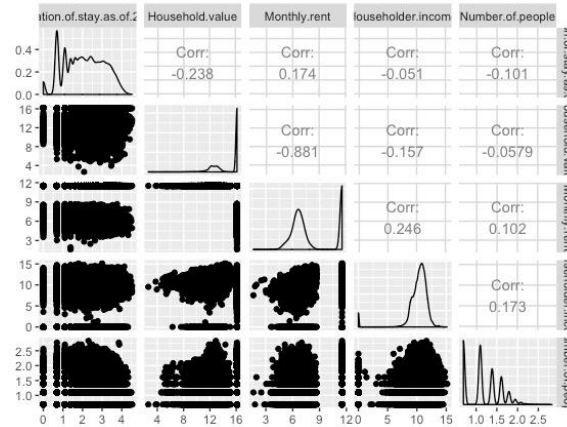 ation.of.stay.as.of.2 Household.value Monthly.rent Householder.incom Number.of.people
0.4
0.2
0.0
Corr:
-0.238
Corr:
0.174
Corr:
-0.051
Corr:
-0.101
16
12
8
4
Corr:
-0.881
Corr:
-0.157
Corr:
-0.0579
12
9
6
3
Corr:
0.246
Corr:
0.102
15
10
5
0
Corr:
0.173
2.5
2.0
1.5
1.0
0 1 2 3 4 4 8 12 16 3 6 9 12 0 5 10 15 1.0 1.5 2.0 2.5